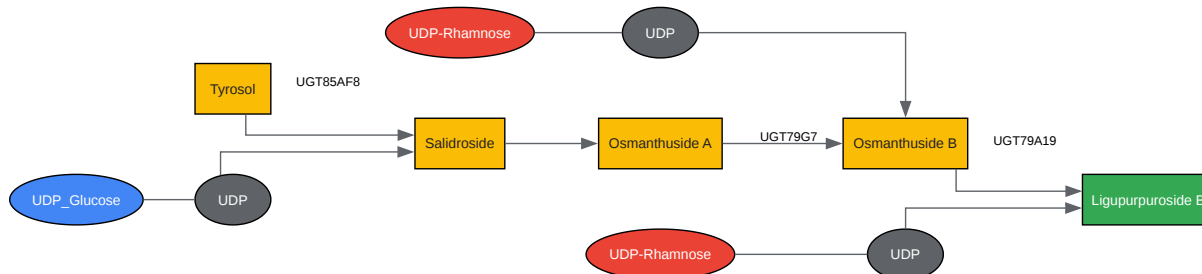 UDP-Rhamnose
UDP
Tyrosol
UGT85AF8
Salidroside
Osmanthuside A
UGT79G7
Osmanthuside B
UGT79A19
UDP_Glucose
UDP
Ligupurpuroside B
UDP-Rhamnose
UDP